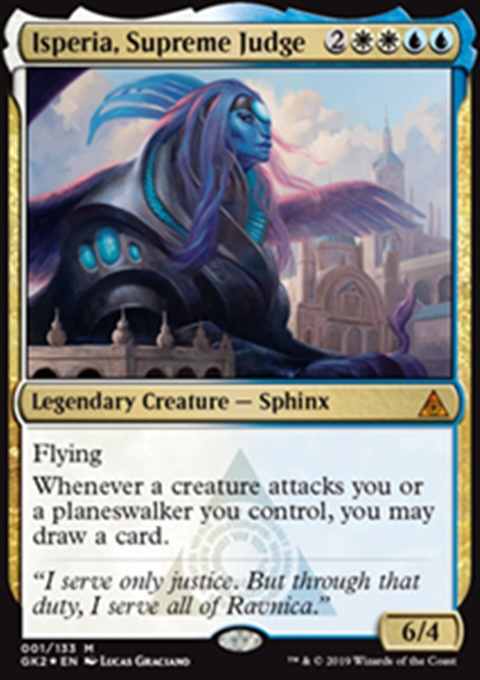 Isperia, Supreme Judge 2
Legendary Creature — Sphinx
Flying
Whenever a creature attacks you or
a planeswalker you control, you may
draw a card.
“I serve only justice. But through that
duty, I serve all of Ravnica.”
6/4
001/133 M
GK2★EN Lucas Graciano
™ & © 2019 Wizards of the Coast